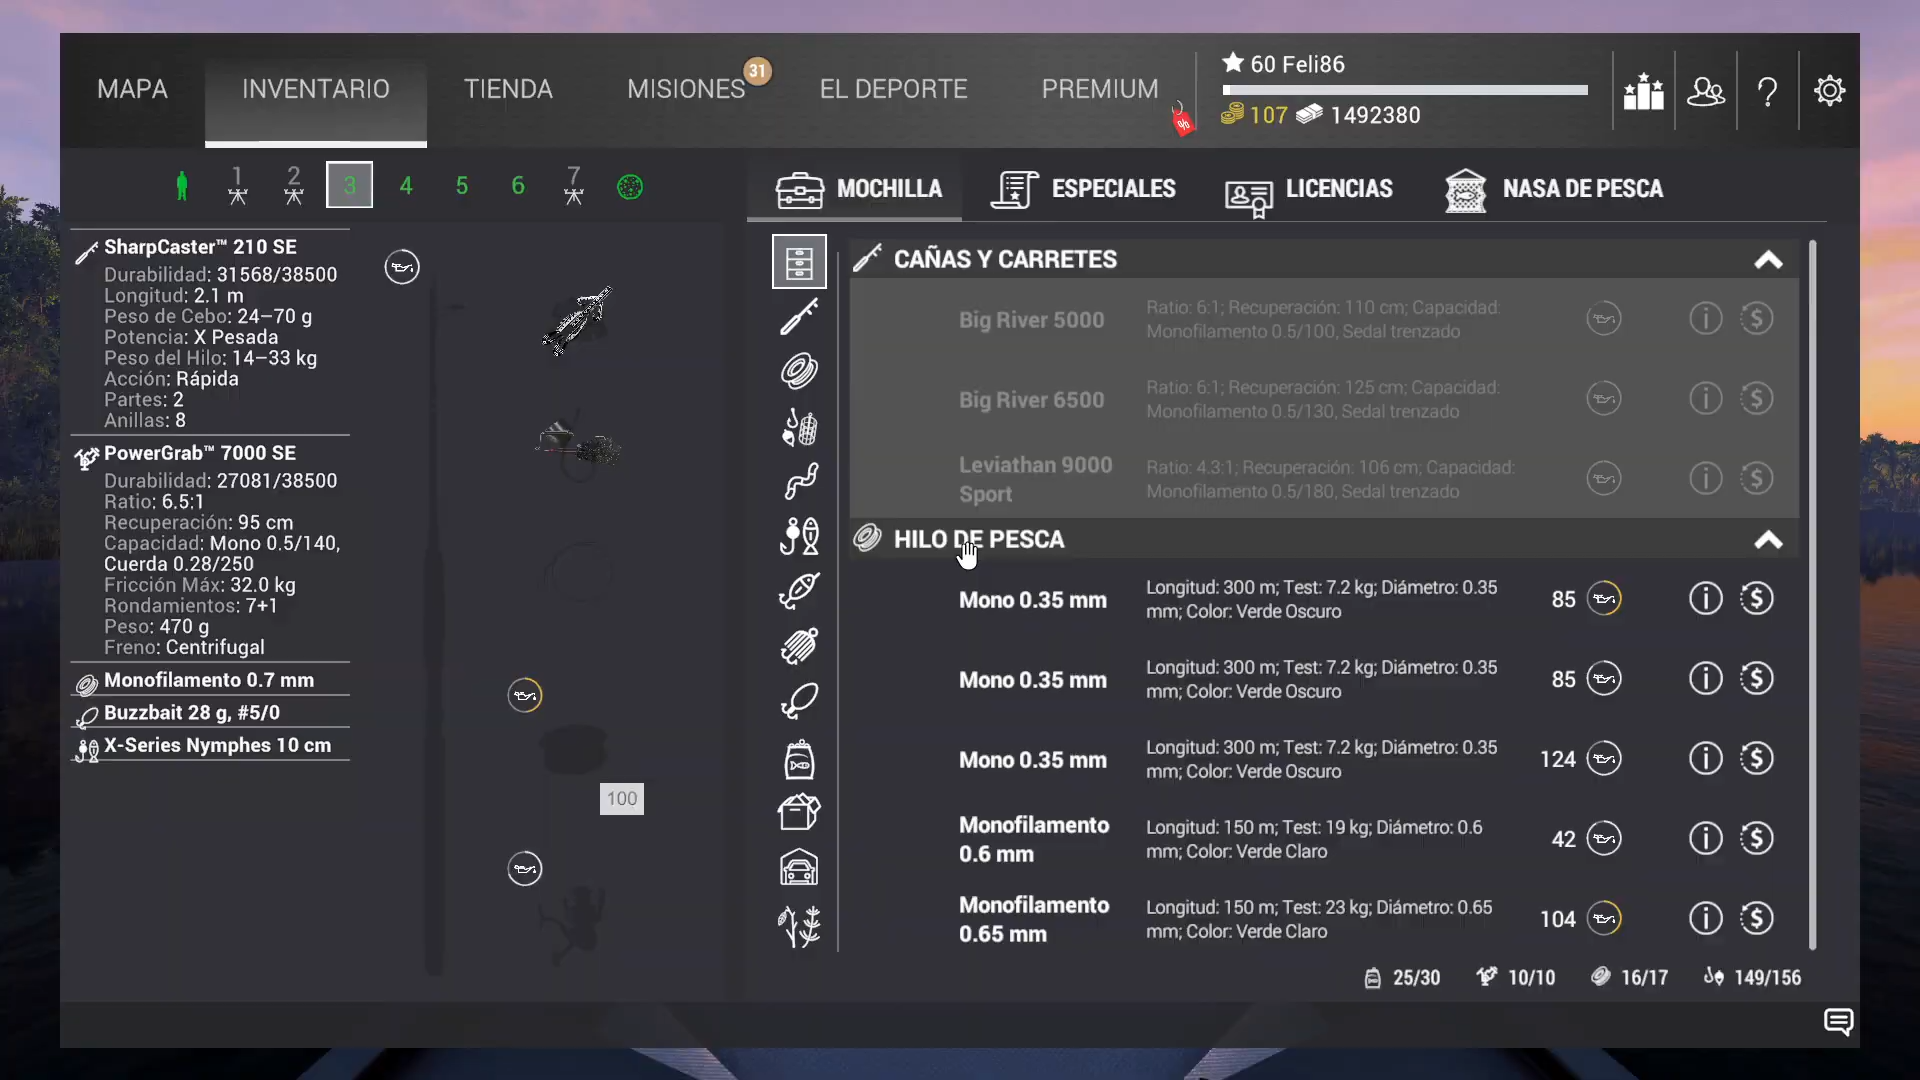 MAPA
INVENTARIO
TIENDA
MISIONES
31
EL DEPORTE
PREMIUM
%
60 Feli86
107
1492380
?
1
2
3
4
5
6
7
MOCHILLA
ESPECIALES
LICENCIAS
NASA DE PESCA
SharpCaster™ 210 SE
Durabilidad: 31568/38500
Longitud: 2.1 m
Peso de Cebo: 24–70 g
Potencia: X Pesada
Peso del Hilo: 14–33 kg
Acción: Rápida
Partes: 2
Anillas: 8
PowerGrab™ 7000 SE
Durabilidad: 27081/38500
Ratio: 6.5:1
Recuperación: 95 cm
Capacidad: Mono 0.5/140,
Cuerda 0.28/250
Fricción Máx: 32.0 kg
Rondamientos: 7+1
Peso: 470 g
Freno: Centrifugal
Monofilamento 0.7 mm
Buzzbait 28 g, #5/0
X-Series Nymphes 10 cm
100
CAÑAS Y CARRETES
Big River 5000
Ratio: 6:1; Recuperación: 110 cm; Capacidad:
Monofilamento 0.5/100, Sedal trenzado
Big River 6500
Ratio: 6:1; Recuperación: 125 cm; Capacidad:
Monofilamento 0.5/130, Sedal trenzado
Leviathan 9000
Sport
Ratio: 4.3:1; Recuperación: 106 cm; Capacidad:
Monofilamento 0.5/180, Sedal trenzado
HILO DE PESCA
Mono 0.35 mm
Longitud: 300 m; Test: 7.2 kg; Diámetro: 0.35
mm; Color: Verde Oscuro
85
Mono 0.35 mm
Longitud: 300 m; Test: 7.2 kg; Diámetro: 0.35
mm; Color: Verde Oscuro
85
Mono 0.35 mm
Longitud: 300 m; Test: 7.2 kg; Diámetro: 0.35
mm; Color: Verde Oscuro
124
Monofilamento
0.6 mm
Longitud: 150 m; Test: 19 kg; Diámetro: 0.6
mm; Color: Verde Claro
42
Monofilamento
0.65 mm
Longitud: 150 m; Test: 23 kg; Diámetro: 0.65
mm; Color: Verde Claro
104
25/30
10/10
16/17
149/156